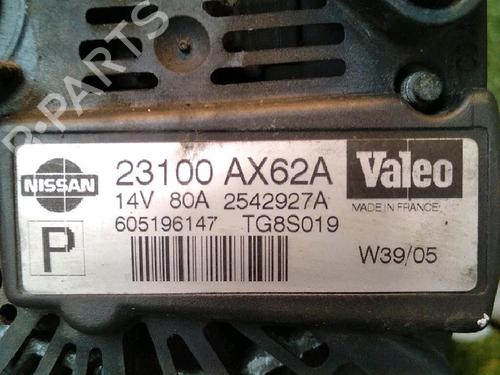 B-PARTS
NISSAN
23100 AX62A
Valeo
14V 80A 2542927A
MADE IN FRANCE
605196147 TG8S019
P
W39/05